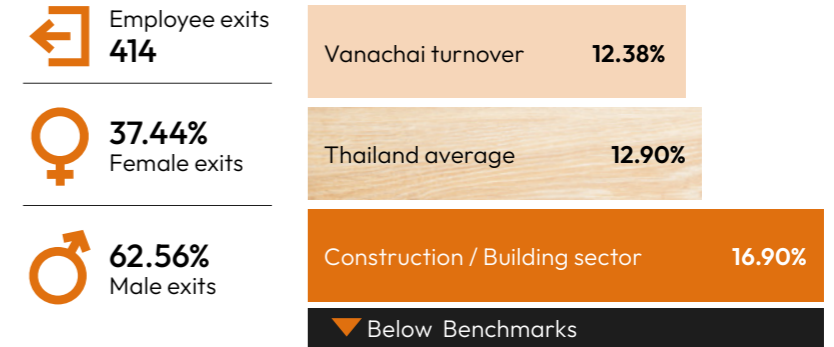 Employee exits
414
37.44%
Female exits
62.56%
Male exits
Vanachai turnover 12.38%
Thailand average 12.90%
Construction / Building sector 16.90%
Below Benchmarks